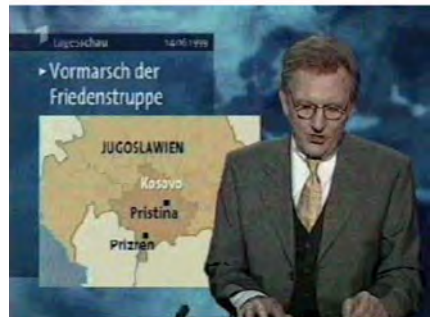 tagesschau 14.06.1999
▸ Vormarsch der
Friedenstruppe
JUGOSLAWIEN
Kosovo
Pristina
Prizren